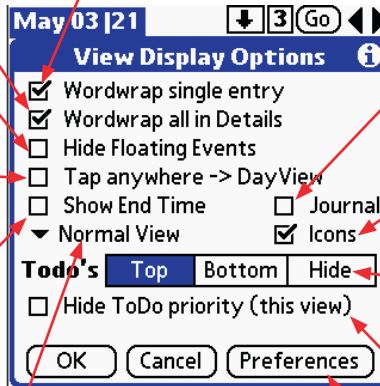 May 03 |21 3 Go
View Display Options i
Wordwrap single entry
Wordwrap all in Details
Hide Floating Events
Tap anywhere -> DayView
Show End Time Journal
Normal View Icons
Todo's Top Bottom Hide
Hide ToDo priority (this view)
OK Cancel Preferences